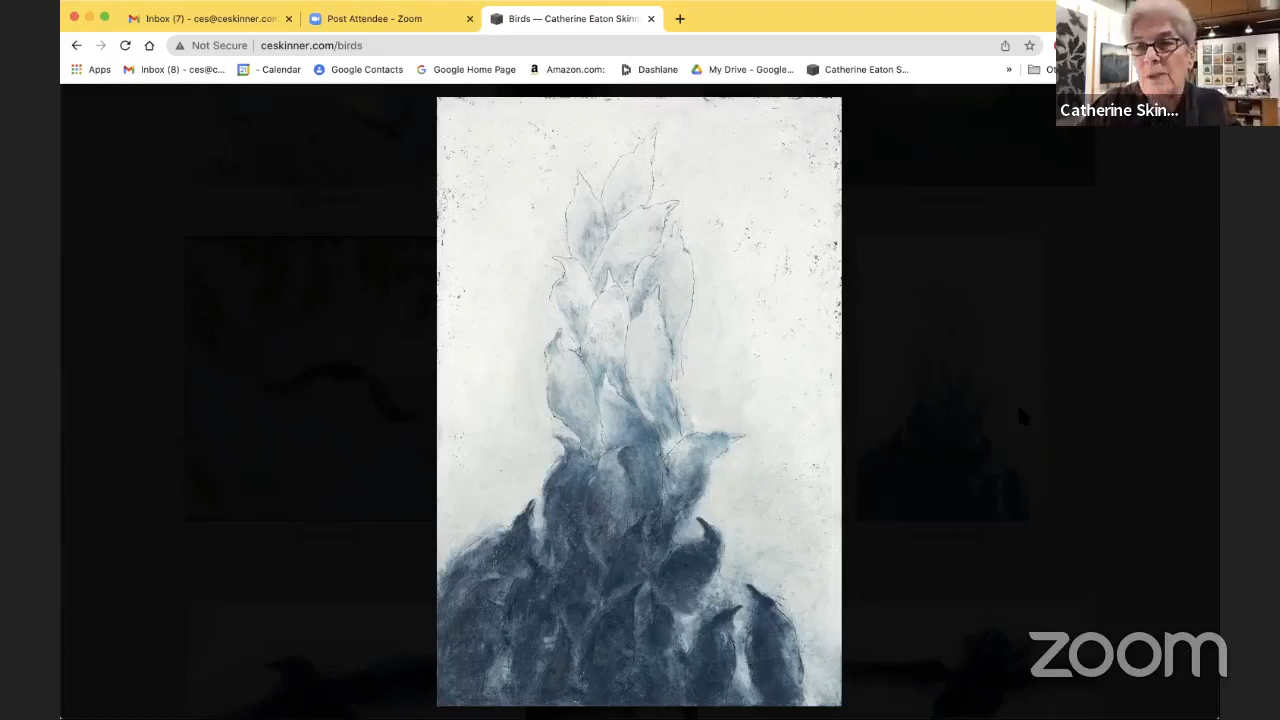 Inbox (7) - ces@ceskinner.com
Post Attendee - Zoom
Birds — Catherine Eaton Skinn
Not Secure
ceskinner.com/birds
Apps
Inbox (8) - ces@c...
- Calendar
Google Contacts
Google Home Page
Amazon.com:
Dashlane
My Drive - Google...
Catherine Eaton S...
»
Ot
Catherine Skin...
zoom